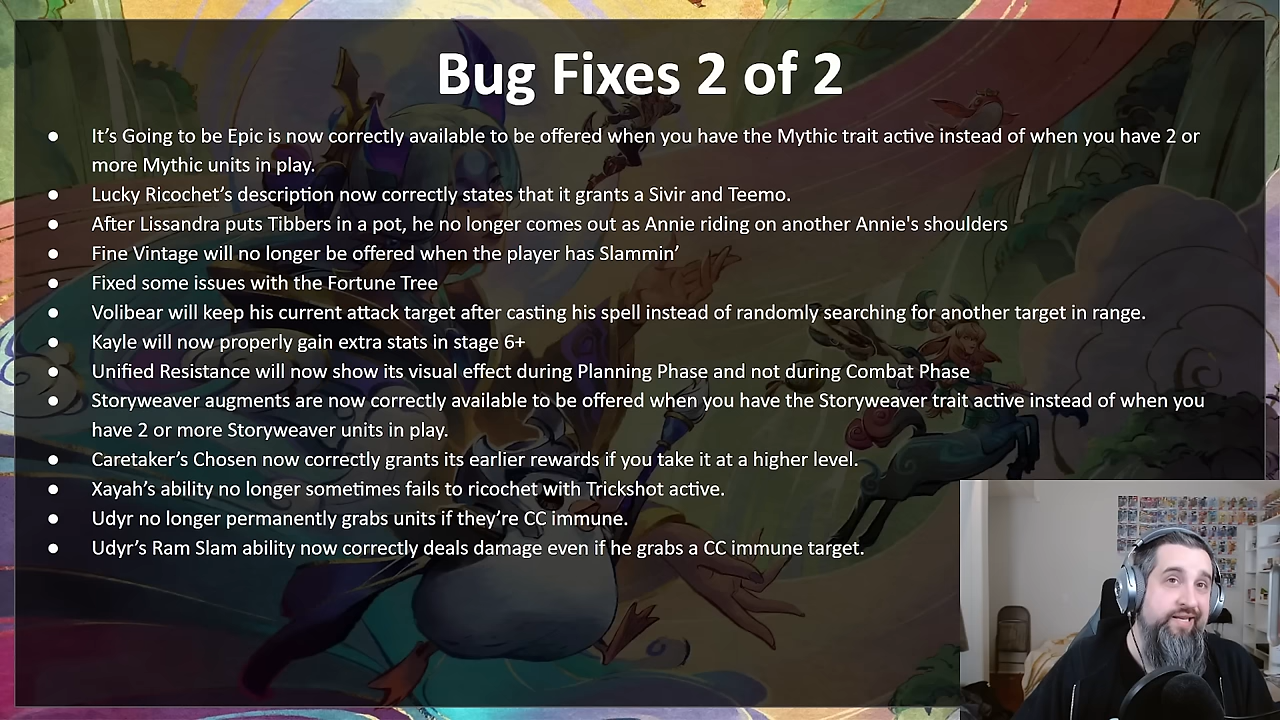 Bug Fixes 2 of 2
● It’s Going to be Epic is now correctly available to be offered when you have the Mythic trait active instead of when you have 2 or
more Mythic units in play.
● Lucky Ricochet’s description now correctly states that it grants a Sivir and Teemo.
● After Lissandra puts Tibbers in a pot, he no longer comes out as Annie riding on another Annie's shoulders
● Fine Vintage will no longer be offered when the player has Slammin’
● Fixed some issues with the Fortune Tree
● Volibear will keep his current attack target after casting his spell instead of randomly searching for another target in range.
● Kayle will now properly gain extra stats in stage 6+
● Unified Resistance will now show its visual effect during Planning Phase and not during Combat Phase
● Storyweaver augments are now correctly available to be offered when you have the Storyweaver trait active instead of when you
have 2 or more Storyweaver units in play.
● Caretaker’s Chosen now correctly grants its earlier rewards if you take it at a higher level.
● Xayah’s ability no longer sometimes fails to ricochet with Trickshot active.
● Udyr no longer permanently grabs units if they’re CC immune.
● Udyr’s Ram Slam ability now correctly deals damage even if he grabs a CC immune target.